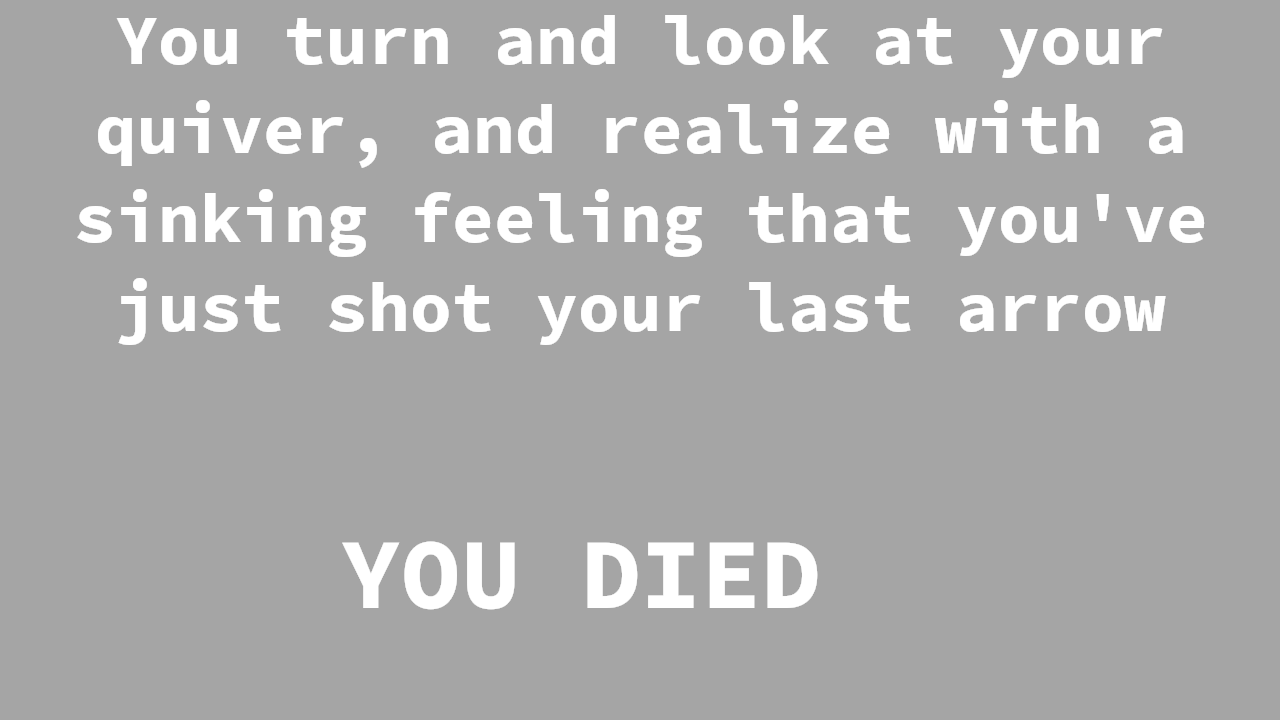 You turn and look at your
quiver, and realize with a
sinking feeling that you've
just shot your last arrow
YOU DIED